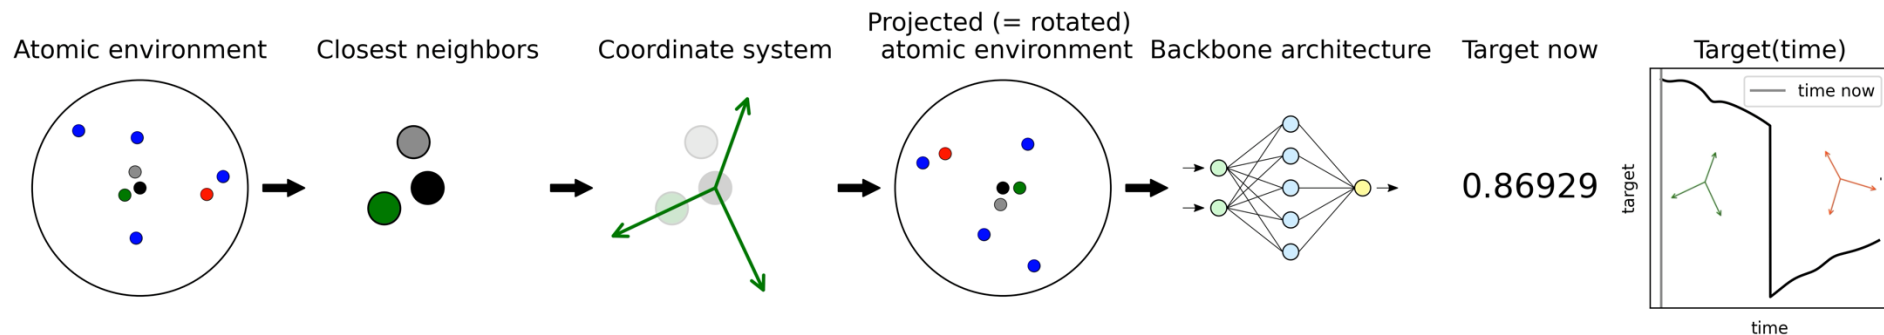 Atomic environment
Closest neighbors
Coordinate system
Projected (= rotated)
atomic environment
Backbone architecture
Target now
0.86929
Target(time)
time now
target
time